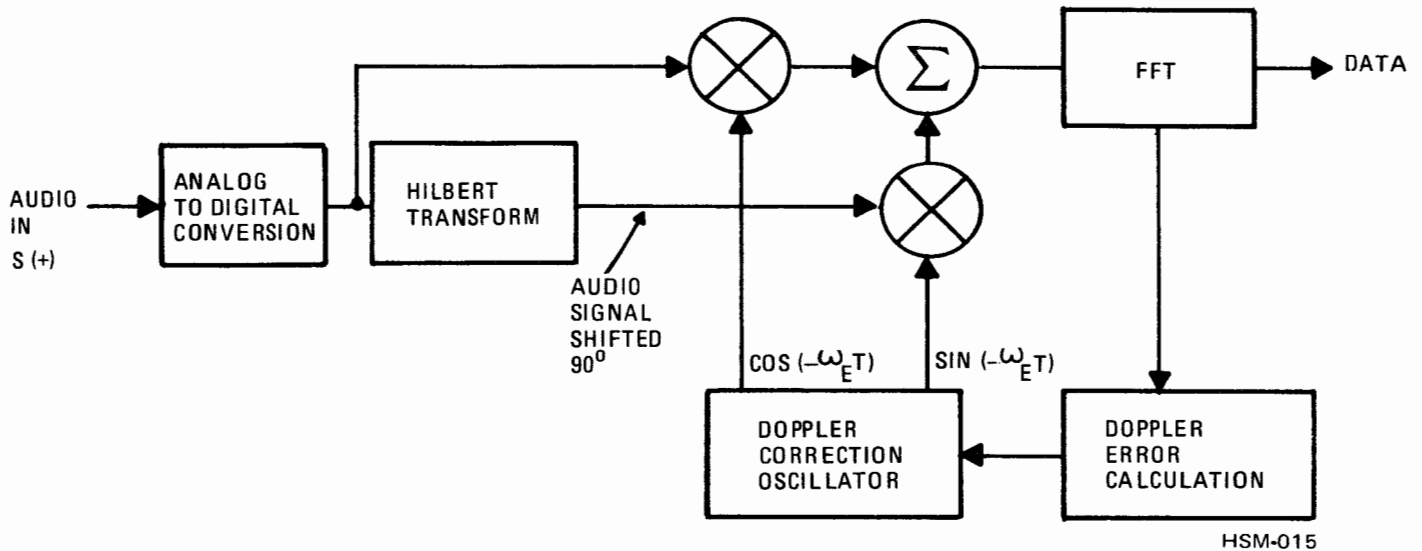 AUDIO
IN
S (+)
ANALOG
TO DIGITAL
CONVERSION
HILBERT
TRANSFORM
AUDIO
SIGNAL
SHIFTED
90⁰
Σ
FFT
DATA
COS (–ω_E T)
SIN (–ω_E T)
DOPPLER
CORRECTION
OSCILLATOR
DOPPLER
ERROR
CALCULATION
HSM-015